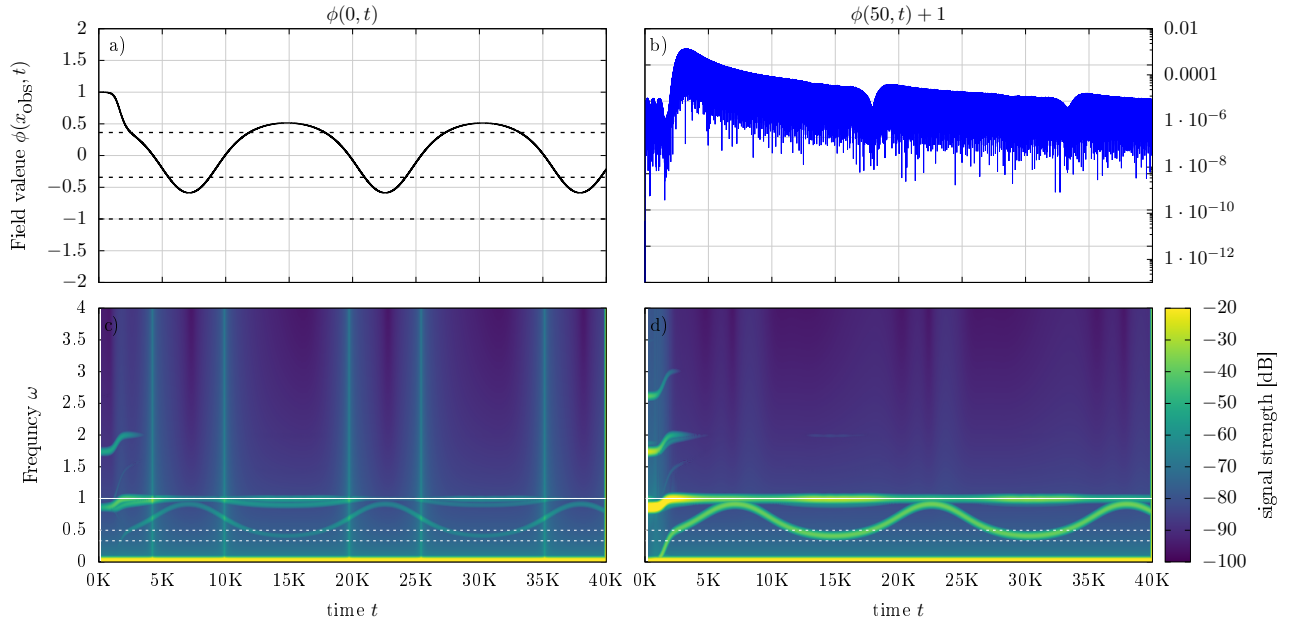 ϕ(0, t)
ϕ(50, t) + 1
a)
b)
2
1.5
1
0.5
0
−0.5
−1
−1.5
−2
Field valeue ϕ(x_obs, t)
0.01
0.0001
1 · 10^−6
1 · 10^−8
1 · 10^−10
1 · 10^−12
c)
d)
4
3.5
3
2.5
2
1.5
1
0.5
0
Frequncy ω
0K 5K 10K 15K 20K 25K 30K 35K 40K
0K 5K 10K 15K 20K 25K 30K 35K 40K
time t
time t
−20
−30
−40
−50
−60
−70
−80
−90
−100
signal strength [dB]